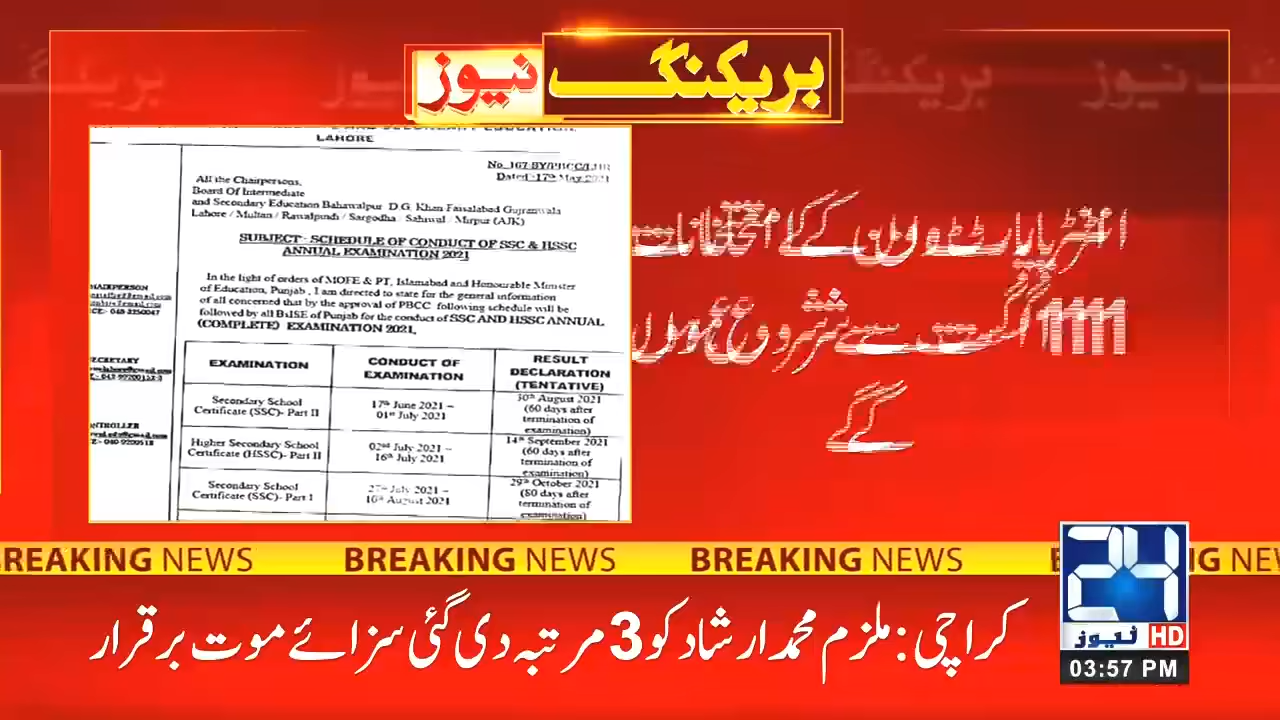 بریکنگ نیوز
LAHORE
Dated :17th May, 2021
All the Chairpersons,
Board Of Intermediate
and Secondary Education Bahawalpur D.G. Khan Faisalabad Gujranwala
Lahore / Multan / Rawalpindi / Sargodha / Sahiwal / Mirpur (AJK)
SUBJECT: SCHEDULE OF CONDUCT OF SSC & HSSC
ANNUAL EXAMINATION 2021
In the light of orders of MOFE & PT, Islamabad and Honourable Minister
of Education, Punjab, I am directed to state for the general information
of all concerned that by the approval of PBCC following schedule will be
followed by all BsISE of Punjab for the conduct of SSC AND HSSC ANNUAL
(COMPLETE) EXAMINATION 2021.
EXAMINATION CONDUCT OF EXAMINATION RESULT DECLARATION (TENTATIVE)
Secondary School Certificate (SSC)- Part II 17th June 2021 – 01st July 2021 30th August 2021 (60 days after termination of examination)
Higher Secondary School Certificate (HSSC)- Part II 02nd July 2021 – 16th July 2021 14th September 2021 (60 days after termination of examination)
Secondary School Certificate (SSC)- Part I 27th July 2021 – 10th August 2021 29th October 2021 (80 days after termination of examination)
انٹر پارٹ ون کے امتحانات
11 اگست سے شروع ہوں
گے
BREAKING NEWS BREAKING NEWS BREAKING NEWS
کراچی: ملزم محمد ارشاد کو 3 مرتبہ دی گئی سزائے موت برقرار
24
نیوز HD
03:57 PM